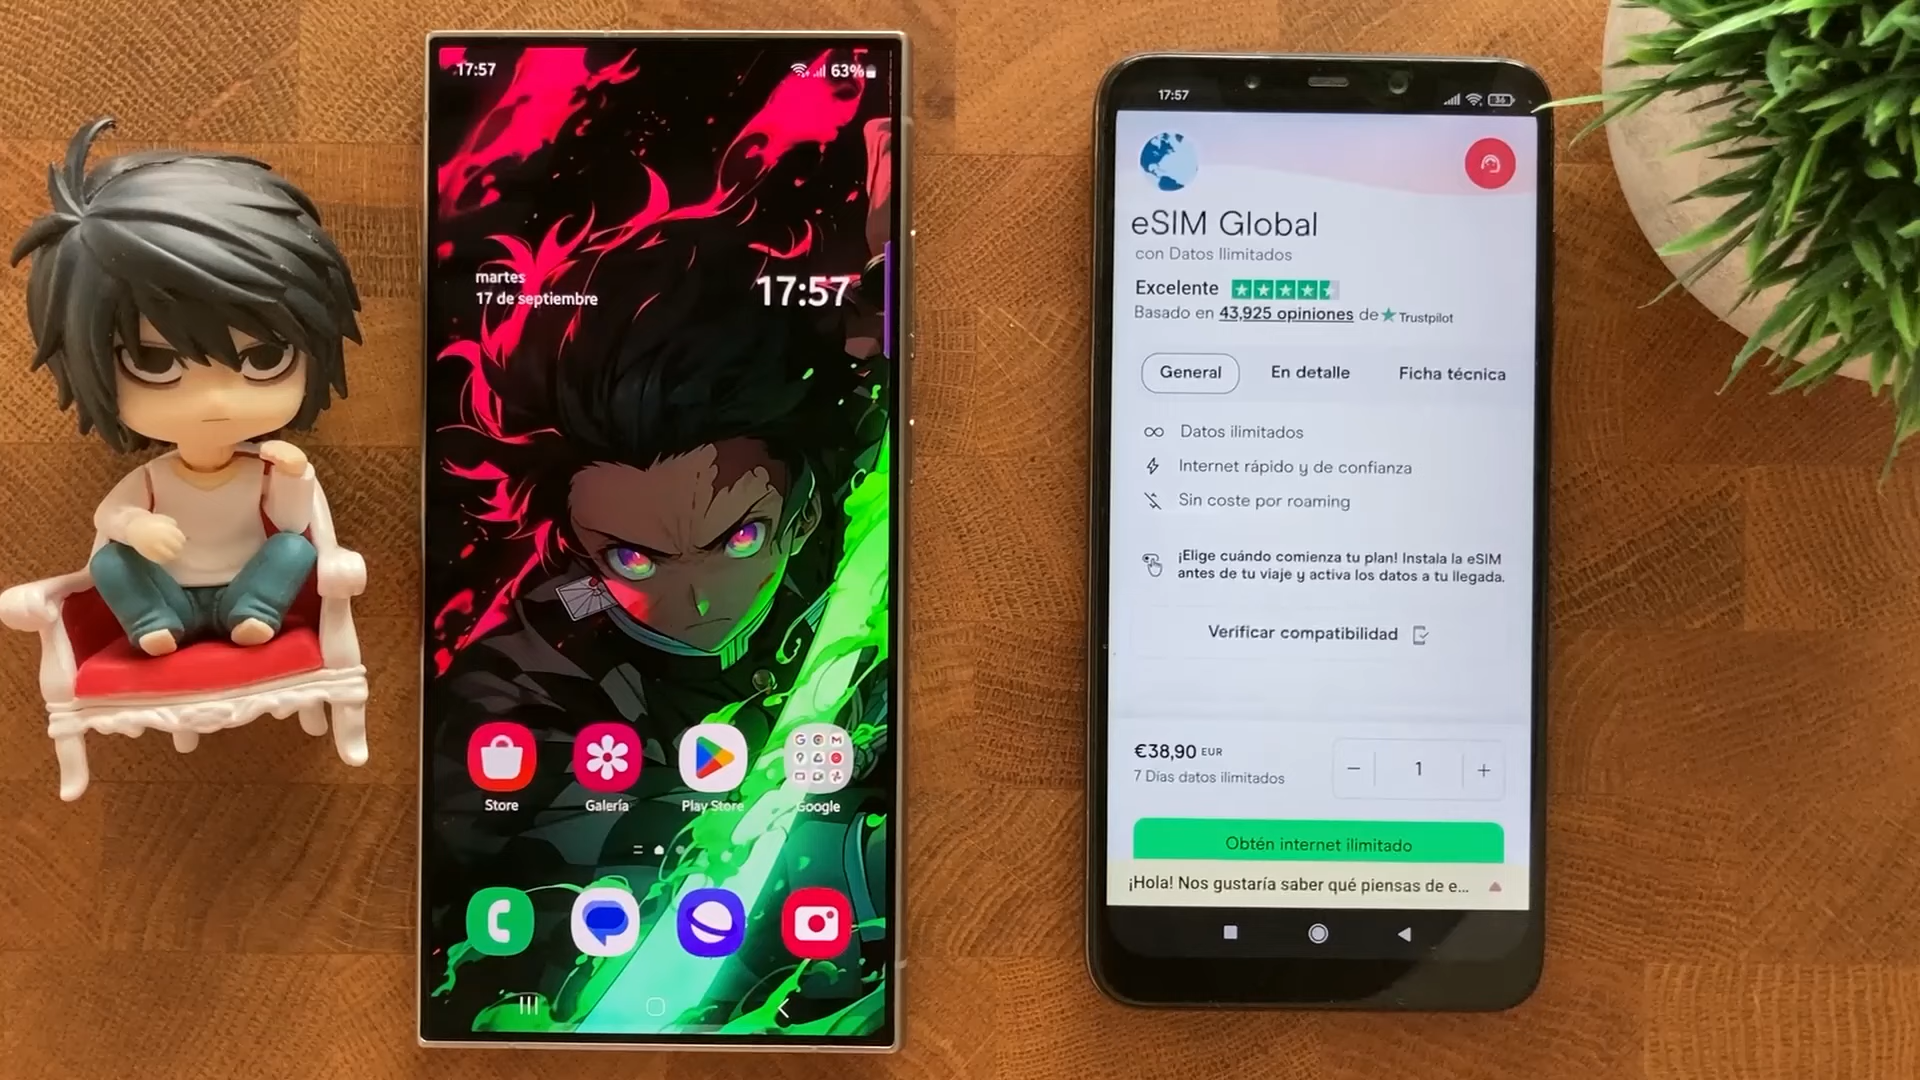 17:57
63%
martes
17 de septiembre
17:57
Store
Galería
Play Store
Google
17:57
36
eSIM Global
con Datos Ilimitados
Excelente
Basado en 43,925 opiniones de Trustpilot
General
En detalle
Ficha técnica
Datos ilimitados
Internet rápido y de confianza
Sin coste por roaming
¡Elige cuándo comienza tu plan! Instala la eSIM
antes de tu viaje y activa los datos a tu llegada.
Verificar compatibilidad
€38,90 EUR
7 Días datos ilimitados
− 1 +
Obtén internet ilimitado
¡Hola! Nos gustaría saber qué piensas de e...